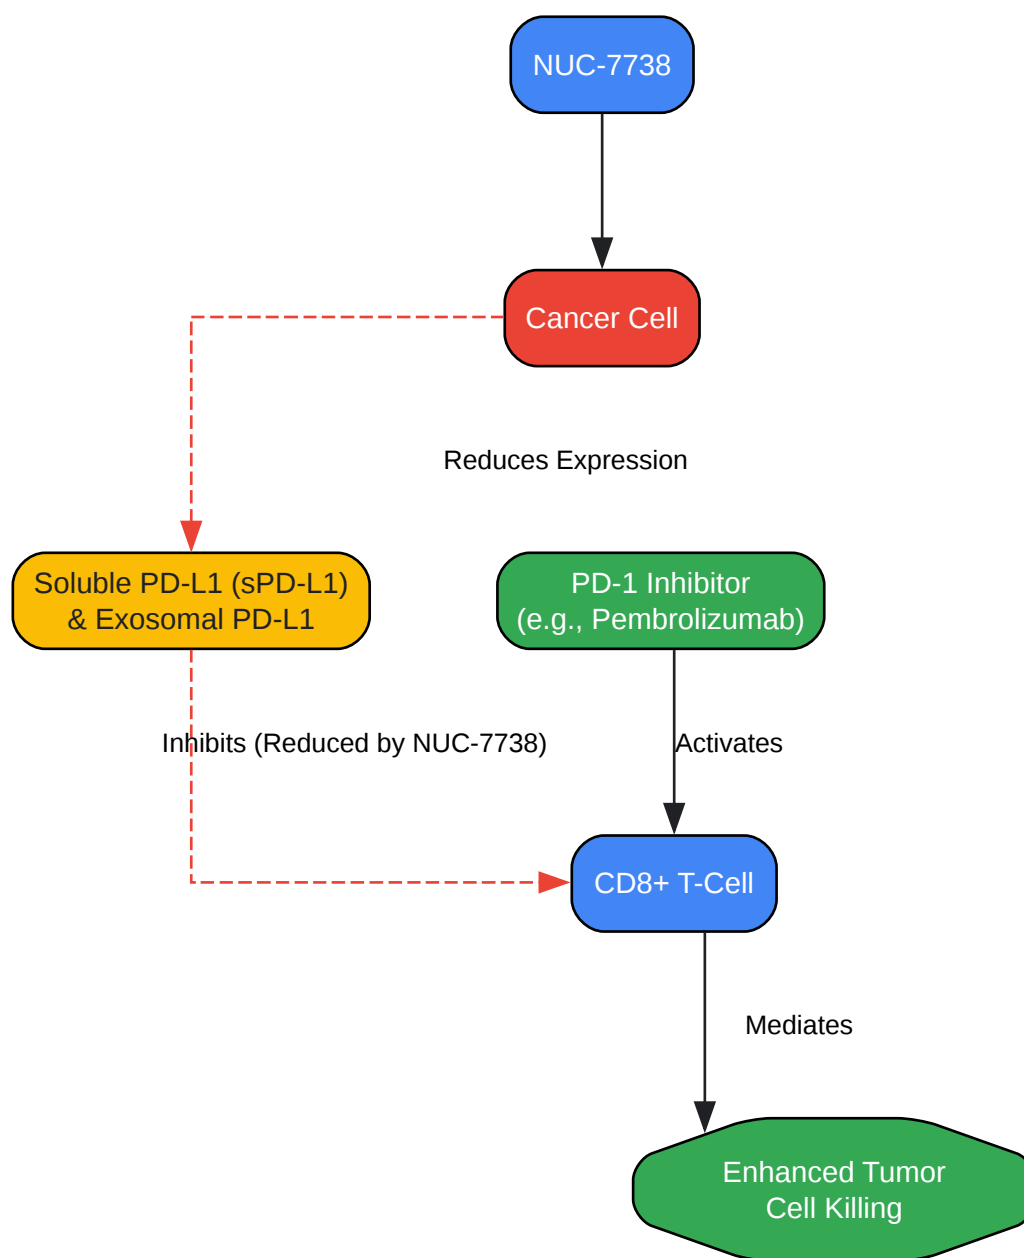 NUC-7738
Cancer Cell
Reduces Expression
Soluble PD-L1 (sPD-L1)
& Exosomal PD-L1
PD-1 Inhibitor
(e.g., Pembrolizumab)
Inhibits (Reduced by NUC-7738)
Activates
CD8+ T-Cell
Mediates
Enhanced Tumor
Cell Killing